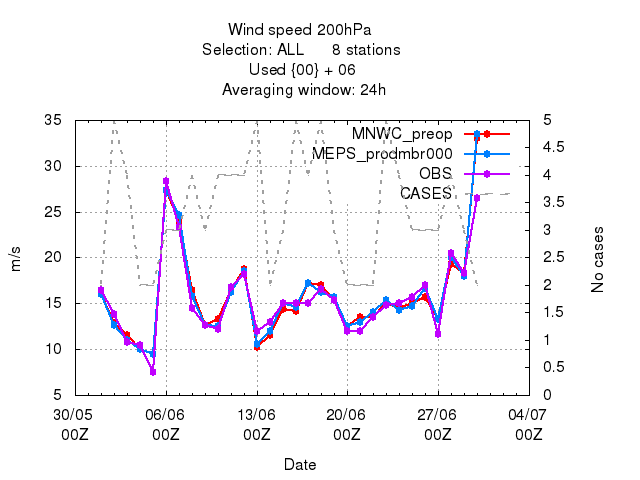 Wind speed 200hPa
Selection: ALL 8 stations
Used {00} + 06
Averaging window: 24h
35 5
MNWC_preop
4.5
MEPS_prodmbr000
30
OBS 4
CASES
3.5
25
3
m/s 20 2.5 No cases
2
15
1.5
10 1
0.5
5 0
30/05 06/06 13/06 20/06 27/06 04/07
00Z 00Z 00Z 00Z 00Z 00Z
Date